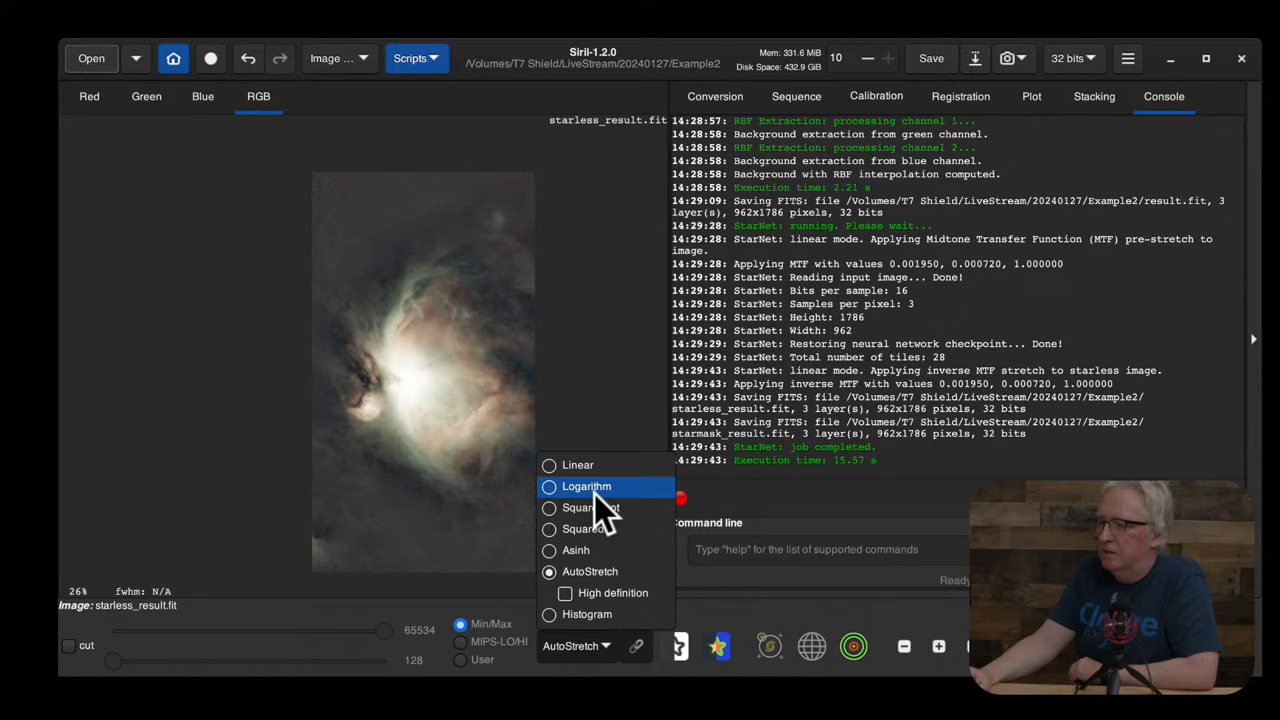 Open
Image ...
Scripts
Siril-1.2.0
/Volumes/T7 Shield/LiveStream/20240127/Example2
Mem: 331.6 MiB
Disk Space: 432.9 GiB
10
Save
32 bits
Red
Green
Blue
RGB
Conversion
Sequence
Calibration
Registration
Plot
Stacking
Console
starless_result.fit
14:28:57: RBF Extraction: processing channel 1...
14:28:58: Background extraction from green channel.
14:28:58: RBF Extraction: processing channel 2...
14:28:58: Background extraction from blue channel.
14:28:58: Background with RBF interpolation computed.
14:28:58: Execution time: 2.21 s
14:29:09: Saving FITS: file /Volumes/T7 Shield/LiveStream/20240127/Example2/result.fit, 3
layer(s), 962x1786 pixels, 32 bits
14:29:28: StarNet: running. Please wait...
14:29:28: StarNet: linear mode. Applying Midtone Transfer Function (MTF) pre-stretch to
image.
14:29:28: Applying MTF with values 0.001950, 0.000720, 1.000000
14:29:28: StarNet: Reading input image... Done!
14:29:28: StarNet: Bits per sample: 16
14:29:28: StarNet: Samples per pixel: 3
14:29:28: StarNet: Height: 1786
14:29:28: StarNet: Width: 962
14:29:28: StarNet: Restoring neural network checkpoint... Done!
14:29:29: StarNet: Total number of tiles: 28
14:29:43: StarNet: linear mode. Applying inverse MTF stretch to starless image.
14:29:43: Applying inverse MTF with values 0.001950, 0.000720, 1.000000
14:29:43: Saving FITS: file /Volumes/T7 Shield/LiveStream/20240127/Example2/
starless_result.fit, 3 layer(s), 962x1786 pixels, 32 bits
14:29:43: Saving FITS: file /Volumes/T7 Shield/LiveStream/20240127/Example2/
starmask_result.fit, 3 layer(s), 962x1786 pixels, 32 bits
14:29:43: StarNet: job completed.
14:29:43: Execution time: 15.57 s
Linear
Logarithm
Asinh
AutoStretch
High definition
Histogram
Command line
Type "help" for the list of supported commands
Ready
26%
fwhm: N/A
Image: starless_result.fit
cut
65534
128
Min/Max
MIPS-LO/HI
User
AutoStretch